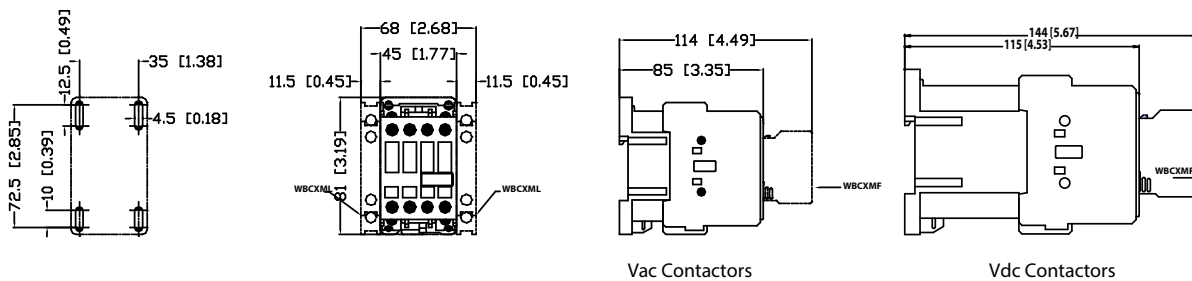 12.5 [0.49]
35 [1.38]
4.5 [0.18]
72.5 [2.85]
10 [0.39]
68 [2.68]
45 [1.77]
11.5 [0.45]
11.5 [0.45]
81 [3.19]
WBCXML
WBCXML
114 [4.49]
85 [3.35]
WBCXMF
Vac Contactors
144 [5.67]
115 [4.53]
WBCXMF
Vdc Contactors